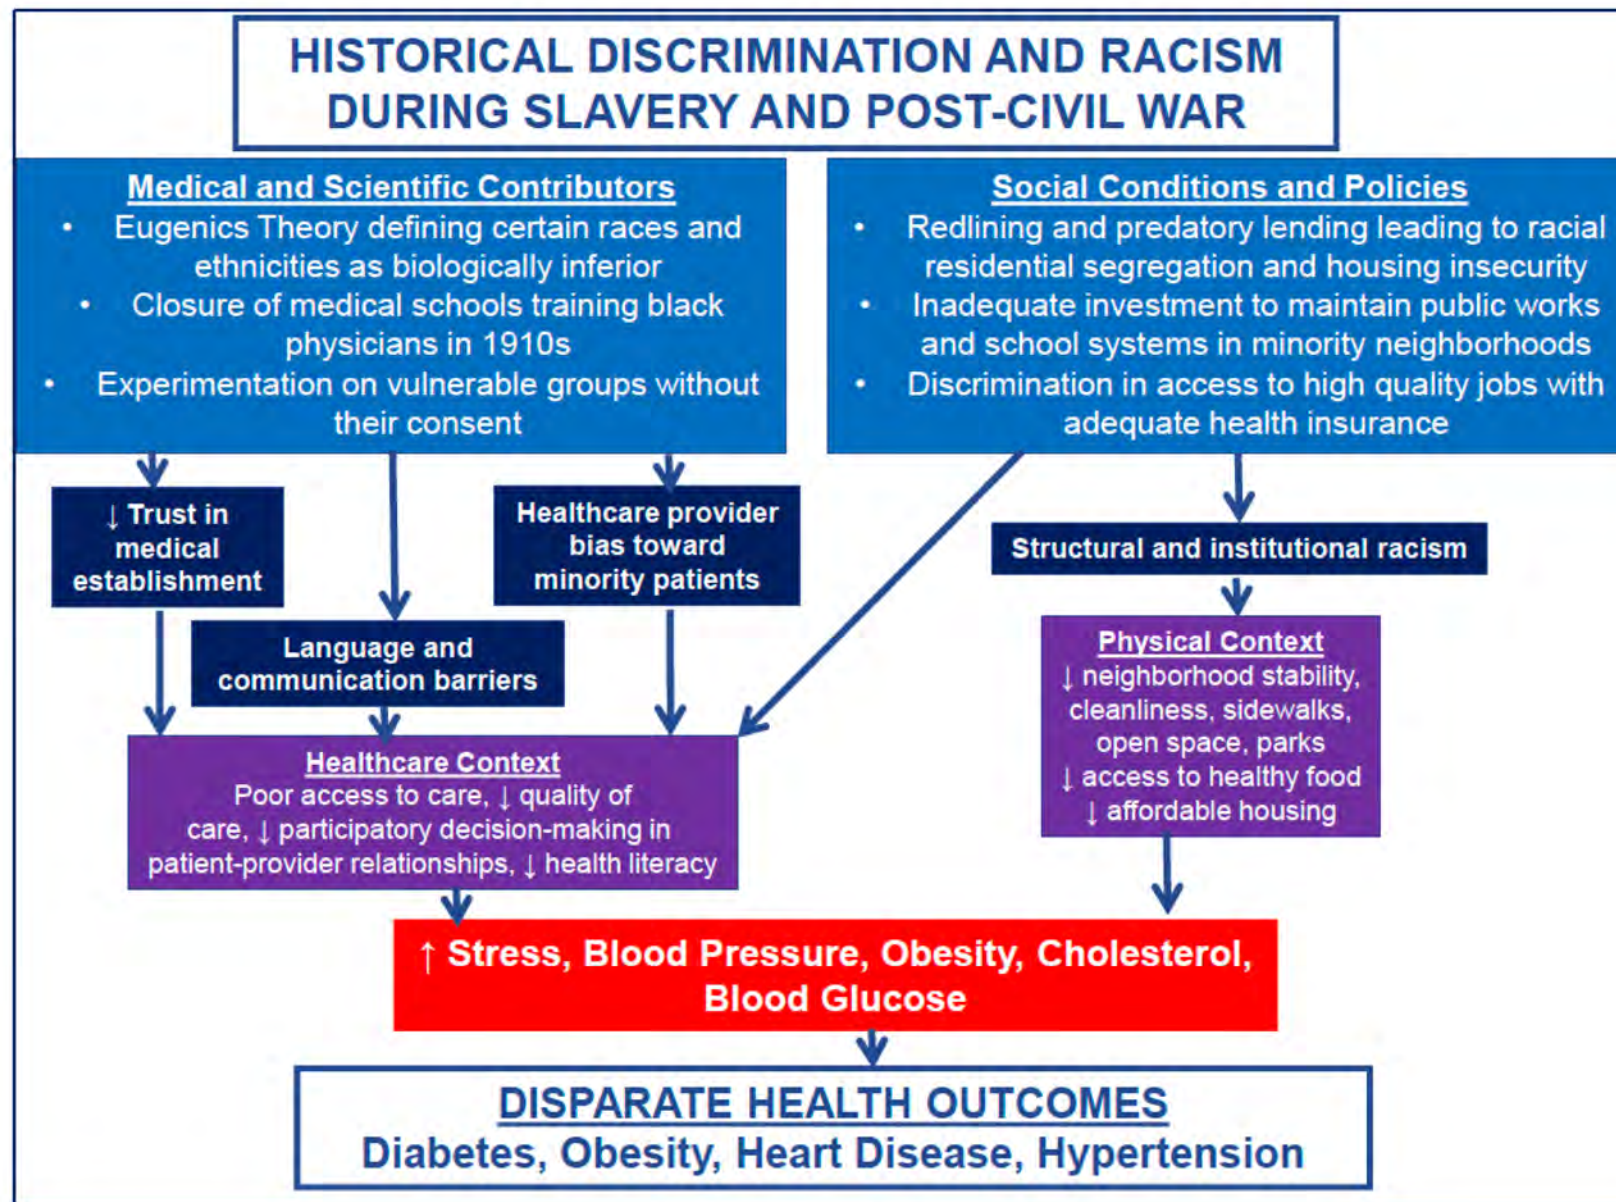 HISTORICAL DISCRIMINATION AND RACISM
DURING SLAVERY AND POST-CIVIL WAR
Medical and Scientific Contributors
• Eugenics Theory defining certain races and
ethnicities as biologically inferior
• Closure of medical schools training black
physicians in 1910s
• Experimentation on vulnerable groups without
their consent
Social Conditions and Policies
• Redlining and predatory lending leading to racial
residential segregation and housing insecurity
• Inadequate investment to maintain public works
and school systems in minority neighborhoods
• Discrimination in access to high quality jobs with
adequate health insurance
↓ Trust in
medical
establishment
Healthcare provider
bias toward
minority patients
Structural and institutional racism
Language and
communication barriers
Physical Context
↓ neighborhood stability,
cleanliness, sidewalks,
open space, parks
↓ access to healthy food
↓ affordable housing
Healthcare Context
Poor access to care, ↓ quality of
care, ↓ participatory decision-making in
patient-provider relationships, ↓ health literacy
↑ Stress, Blood Pressure, Obesity, Cholesterol,
Blood Glucose
DISPARATE HEALTH OUTCOMES
Diabetes, Obesity, Heart Disease, Hypertension